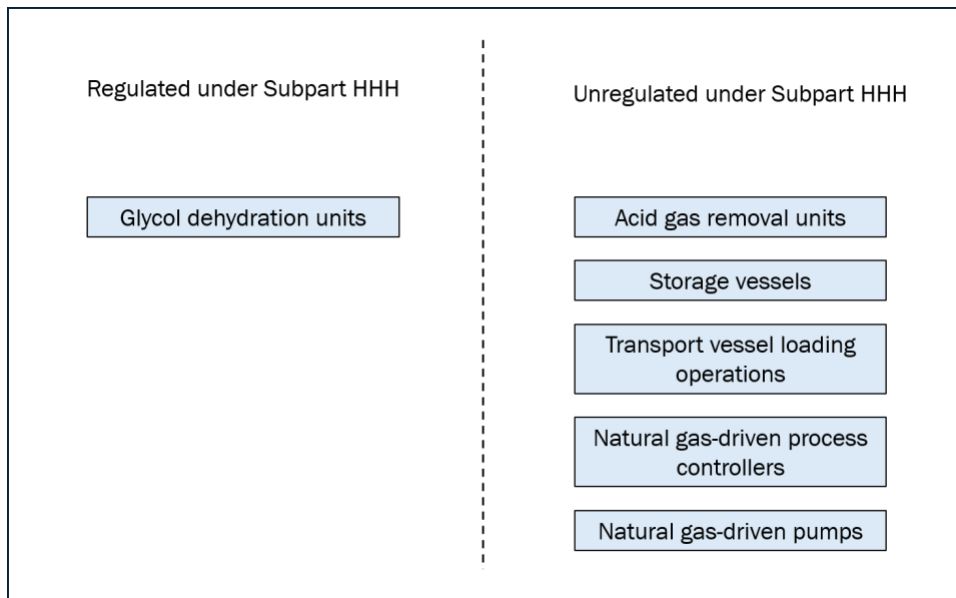 Regulated under Subpart HHH
Glycol dehydration units
Unregulated under Subpart HHH
Acid gas removal units
Storage vessels
Transport vessel loading
operations
Natural gas-driven process
controllers
Natural gas-driven pumps